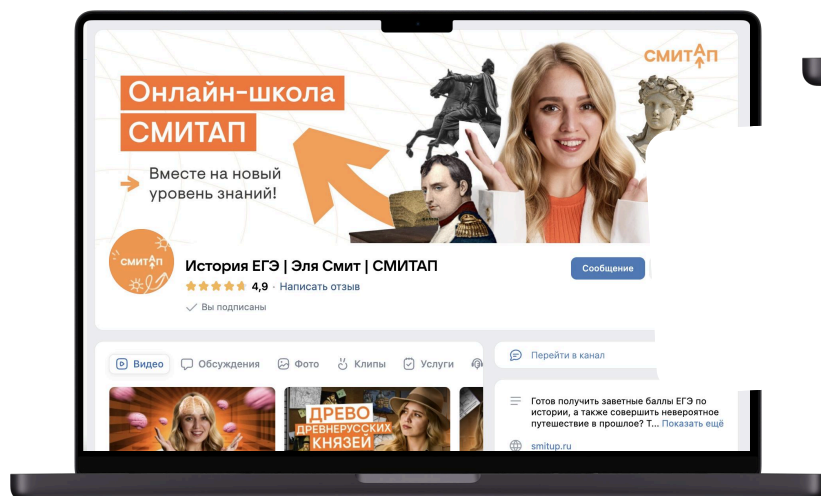 СМИТАП
Онлайн-школа
СМИТАП
Вместе на новый
уровень знаний!
СМИТАП
История ЕГЭ | Эля Смит | СМИТАП
4,9 · Написать отзыв
Вы подписаны
Сообщение
Видео
Обсуждения
Фото
Клипы
Услуги
Перейти в канал
ДРЕВО
ДРЕВНЕРУССКИХ
КНЯЗЕЙ
Готов получить заветные баллы ЕГЭ по
истории, а также совершить невероятное
путешествие в прошлое? Т... Показать ещё
smitup.ru